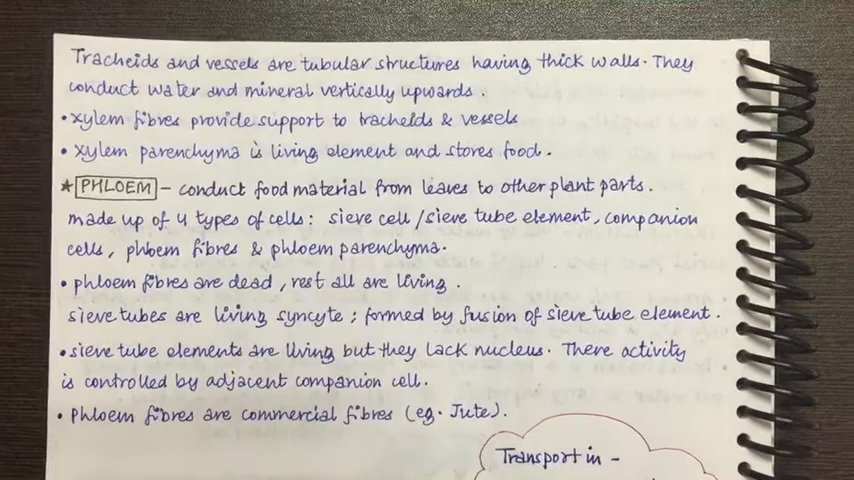 Tracheids and vessels are tubular structures having thick walls. They
conduct water and mineral vertically upwards.
• xylem fibres provide support to tracheids & vessels
• xylem parenchyma is living element and stores food.
★ PHLOEM - conduct food material from leaves to other plant parts.
made up of 4 types of cells: sieve cell/sieve tube element, companion
cells, phloem fibres & phloem parenchyma.
• phloem fibres are dead, rest all are living.
sieve tubes are living syncyte; formed by fusion of sieve tube element.
• sieve tube elements are living but they lack nucleus. There activity
is controlled by adjacent companion cell.
• Phloem fibres are commercial fibres (eg. Jute).
Transport in -